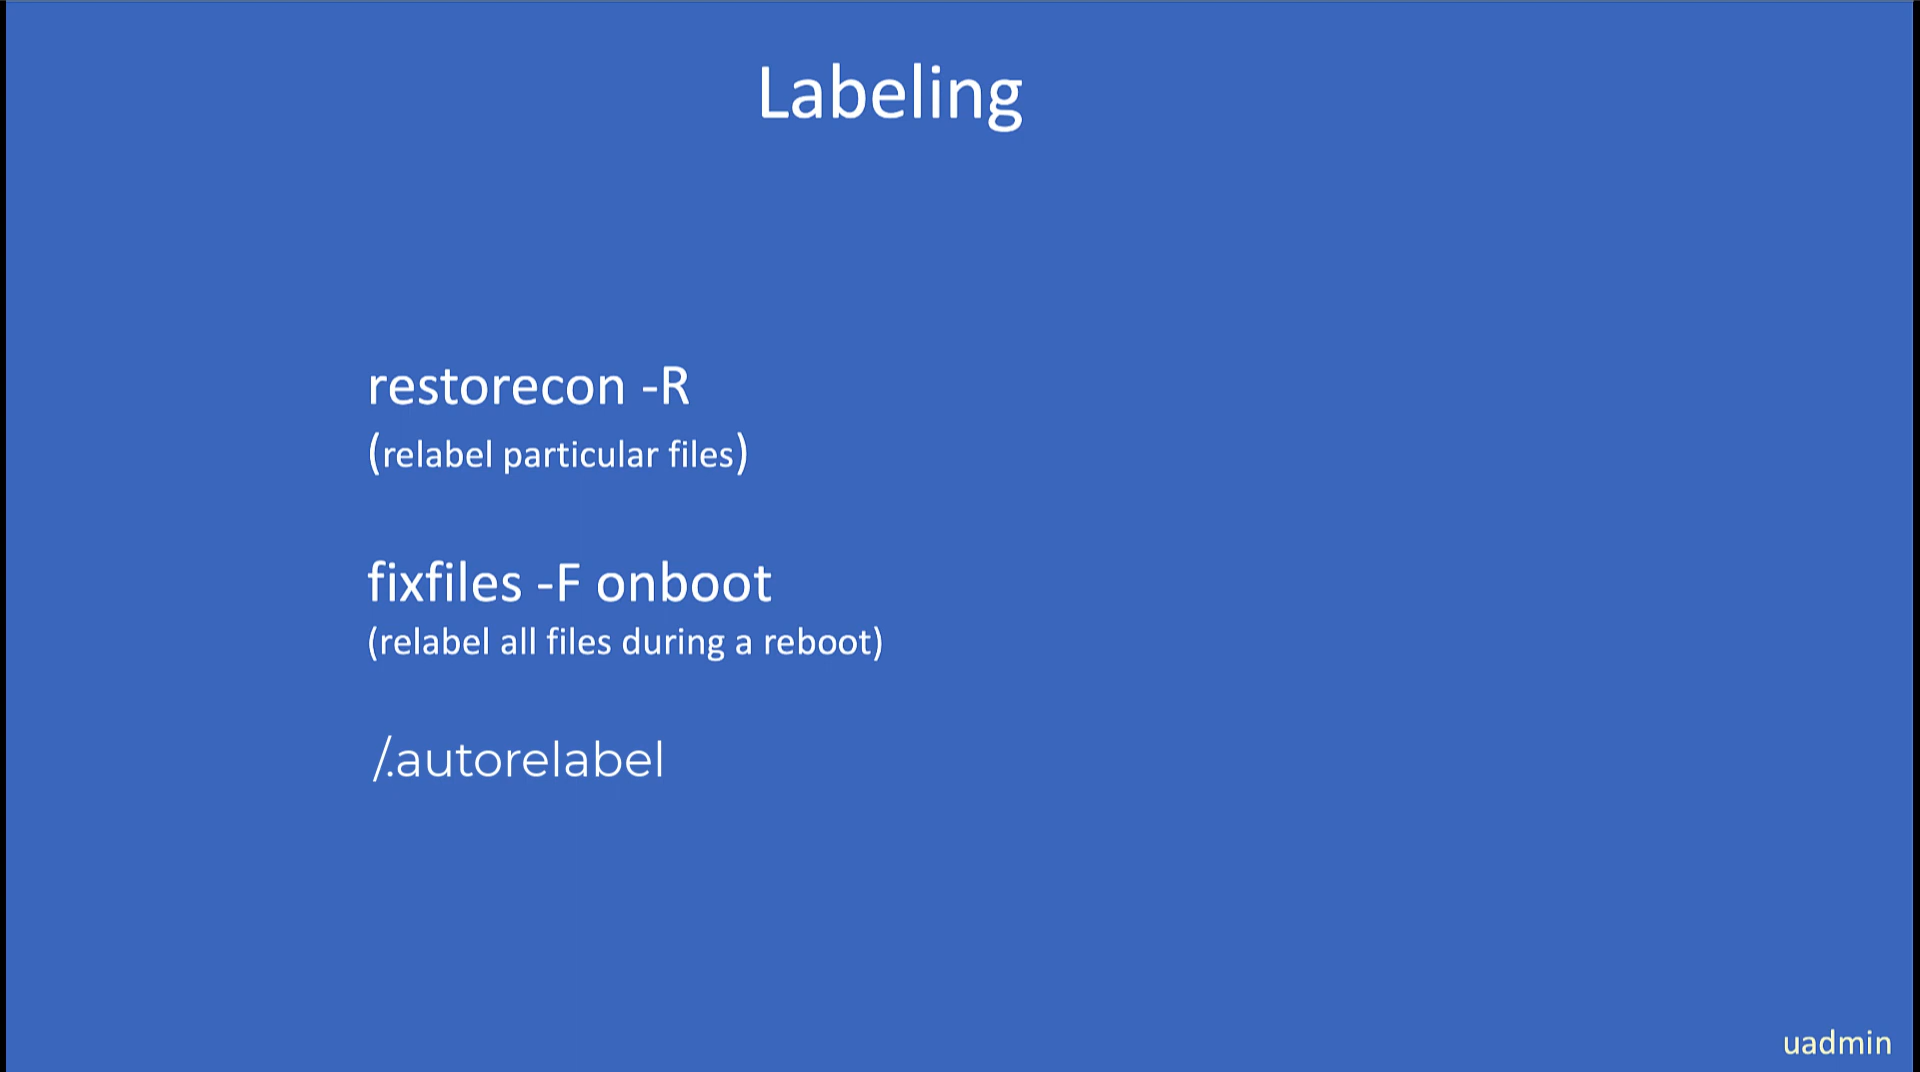 Labeling
restorecon -R
(relabel particular files)
fixfiles -F onboot
(relabel all files during a reboot)
/.autorelabel
uadmin